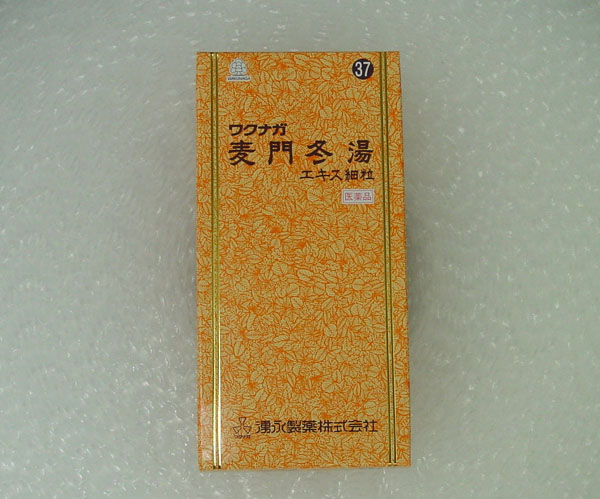 37
ワクナガ
麦門冬湯
エキス細粒
医薬品
湧永製薬株式会社